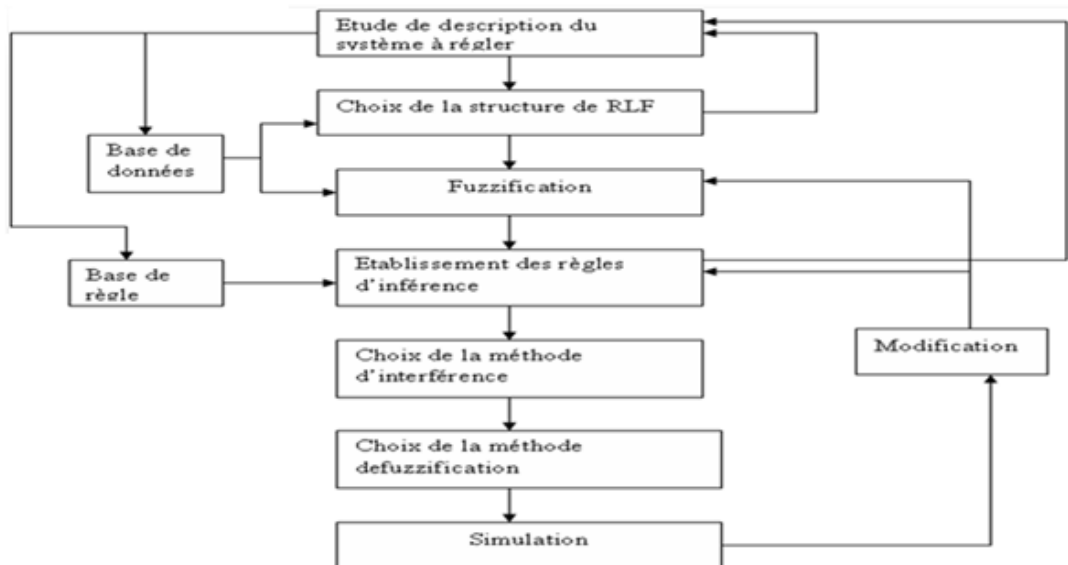 Etude de description du
système à régler
Choix de la structure de RLF
Base de
données
Fuzzification
Etablissement des règles
d'inférence
Base de
règle
Choix de la méthode
d'interférence
Modification
Choix de la méthode
defuzzification
Simulation